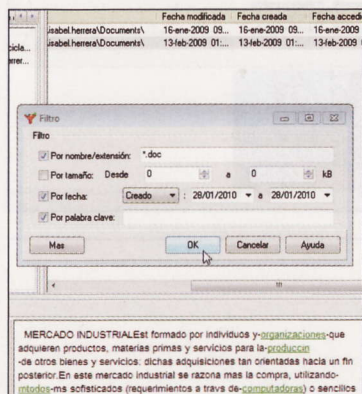 Fecha modificada Fecha creada Fecha acced
isabel.herrera\Documents\ 16-ene-2009 09... 16-ene-2009 09... 16-ene-2009
isabel.herrera\Documents\ 13-feb-2009 01:... 13-feb-2009 01:... 13-feb-2009
cicla...
errer...
Filtro
Filtro
Por nombre/extensión: *.doc
Por tamaño: Desde 0 a 0 kB
Por fecha: Creado : 28/01/2010 a 28/01/2010
Por palabra clave:
Mas OK Cancelar Ayuda
MERCADO INDUSTRIALEst formado por individuos y-organizaciones-que
adquieren productos, materias primas y servicios para la-produccin
-de otros bienes y servicios: dichas adquisiciones tan orientadas hacia un fin
posterior.En este mercado industrial se razona mas la compra, utilizando-
mtodos-ms sofisticados (requerimientos a travs de-computadoras) o sencillos